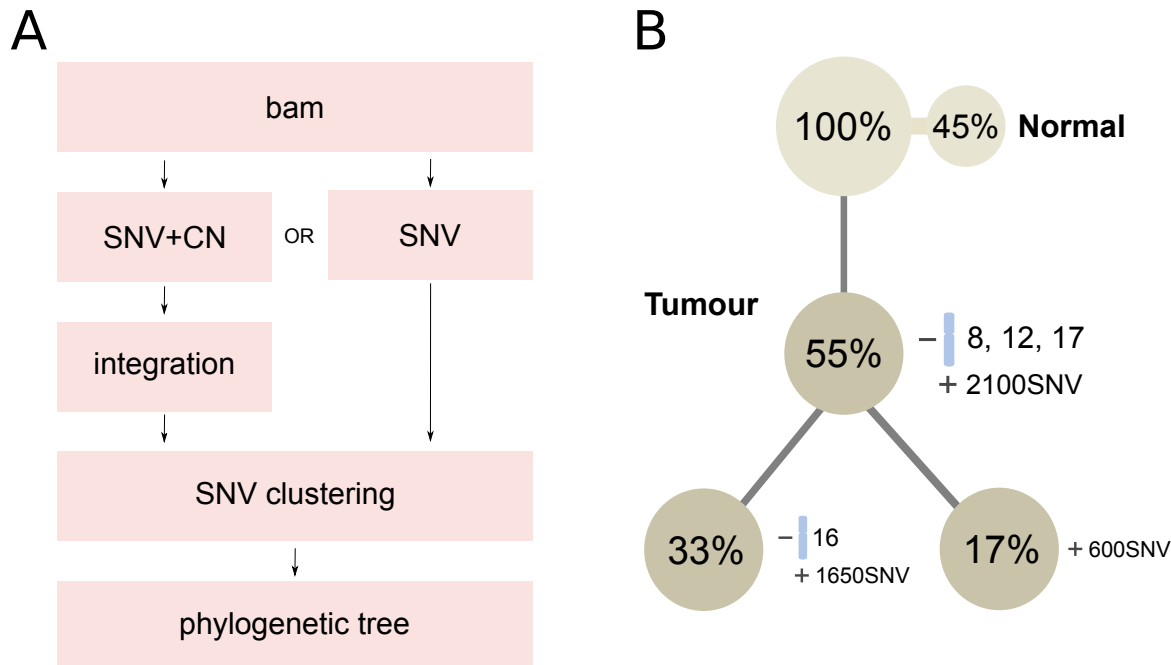 A
bam
SNV+CN
OR
SNV
integration
SNV clustering
phylogenetic tree
B
100%
45%
Normal
Tumour
55%
− 8, 12, 17
+ 2100SNV
33%
− 16
+ 1650SNV
17%
+ 600SNV